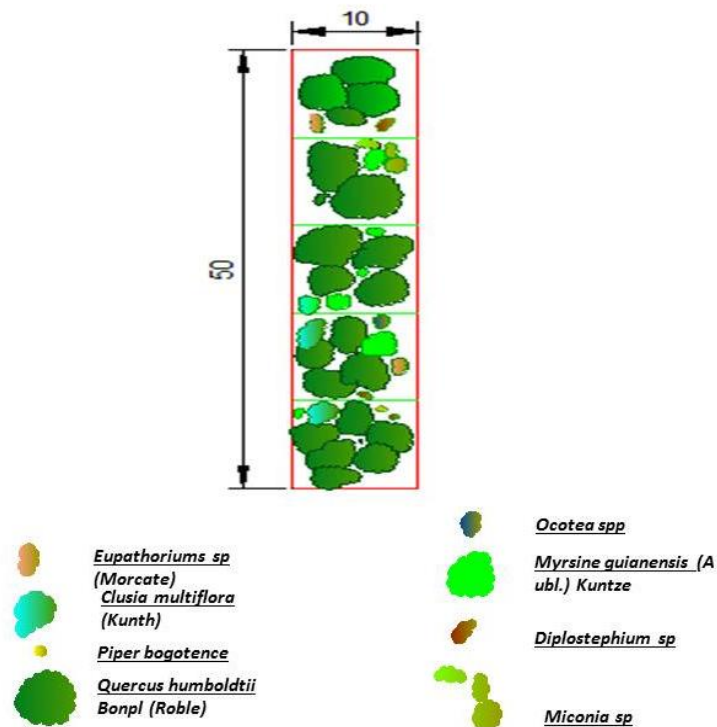 10
50
Eupathoriums sp
(Morcate)
Clusia multiflora
(Kunth)
Piper bogotence
Quercus humboldtii
Bonpl (Roble)
Ocotea spp
Myrsine guianensis (A
ubl.) Kuntze
Diplostephium sp
Miconia sp